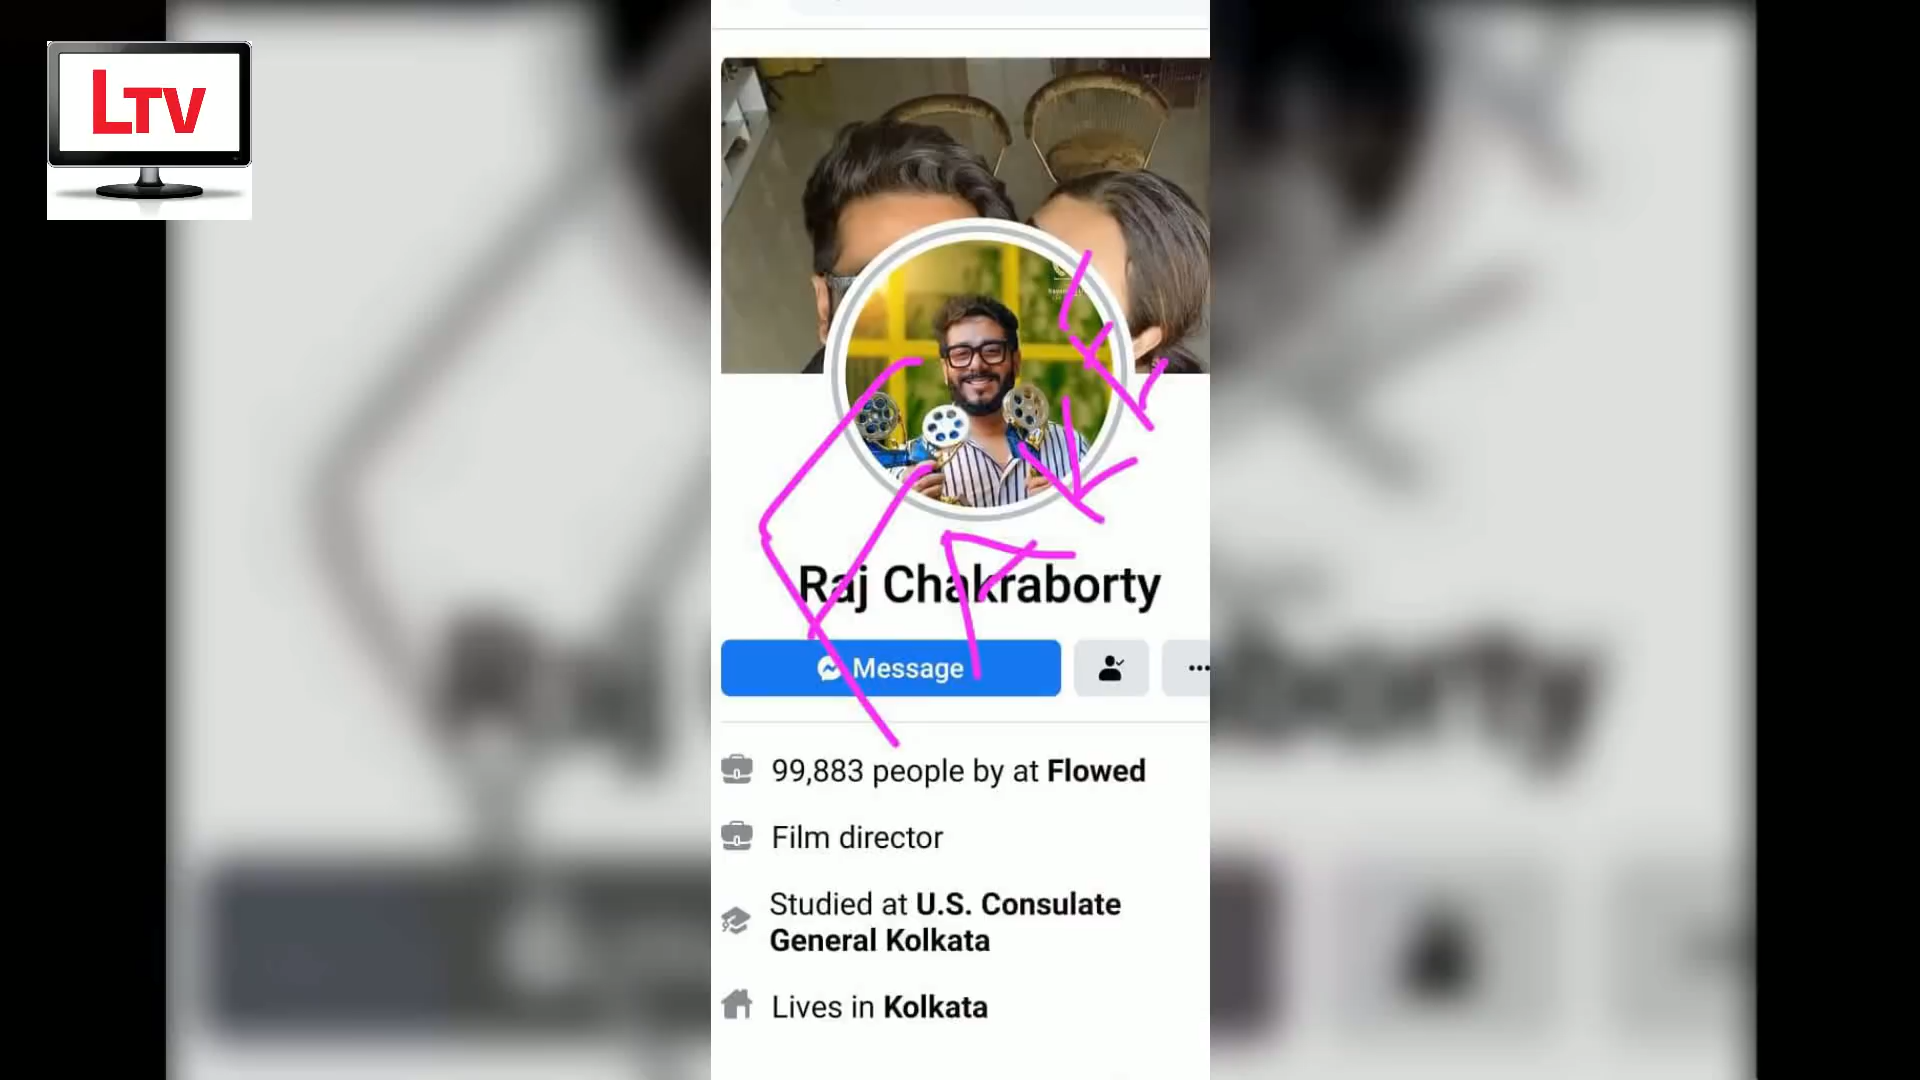 LTV
FAKE
Raj Chakraborty
Message
99,883 people by at Flowed
Film director
Studied at U.S. Consulate
General Kolkata
Lives in Kolkata